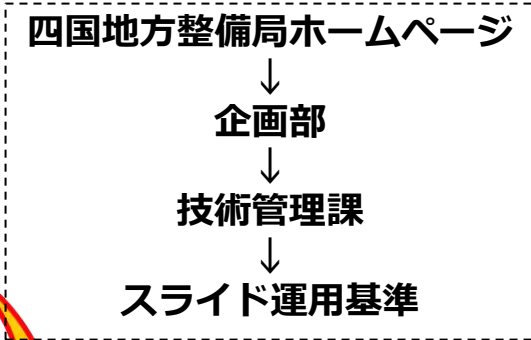 四国地方整備局ホームページ
↓
企画部
↓
技術管理課
↓
スライド運用基準